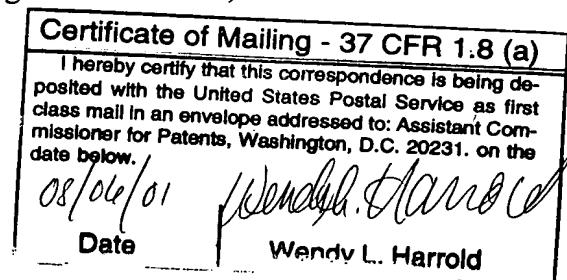 Certificate of Mailing - 37 CFR 1.8 (a)
I hereby certify that this correspondence is being de-
posited with the United States Postal Service as first
class mail in an envelope addressed to: Assistant Com-
missioner for Patents, Washington, D.C. 20231. on the
date below.
08/06/01 Wendy L. Harrold
Date Wendy L. Harrold